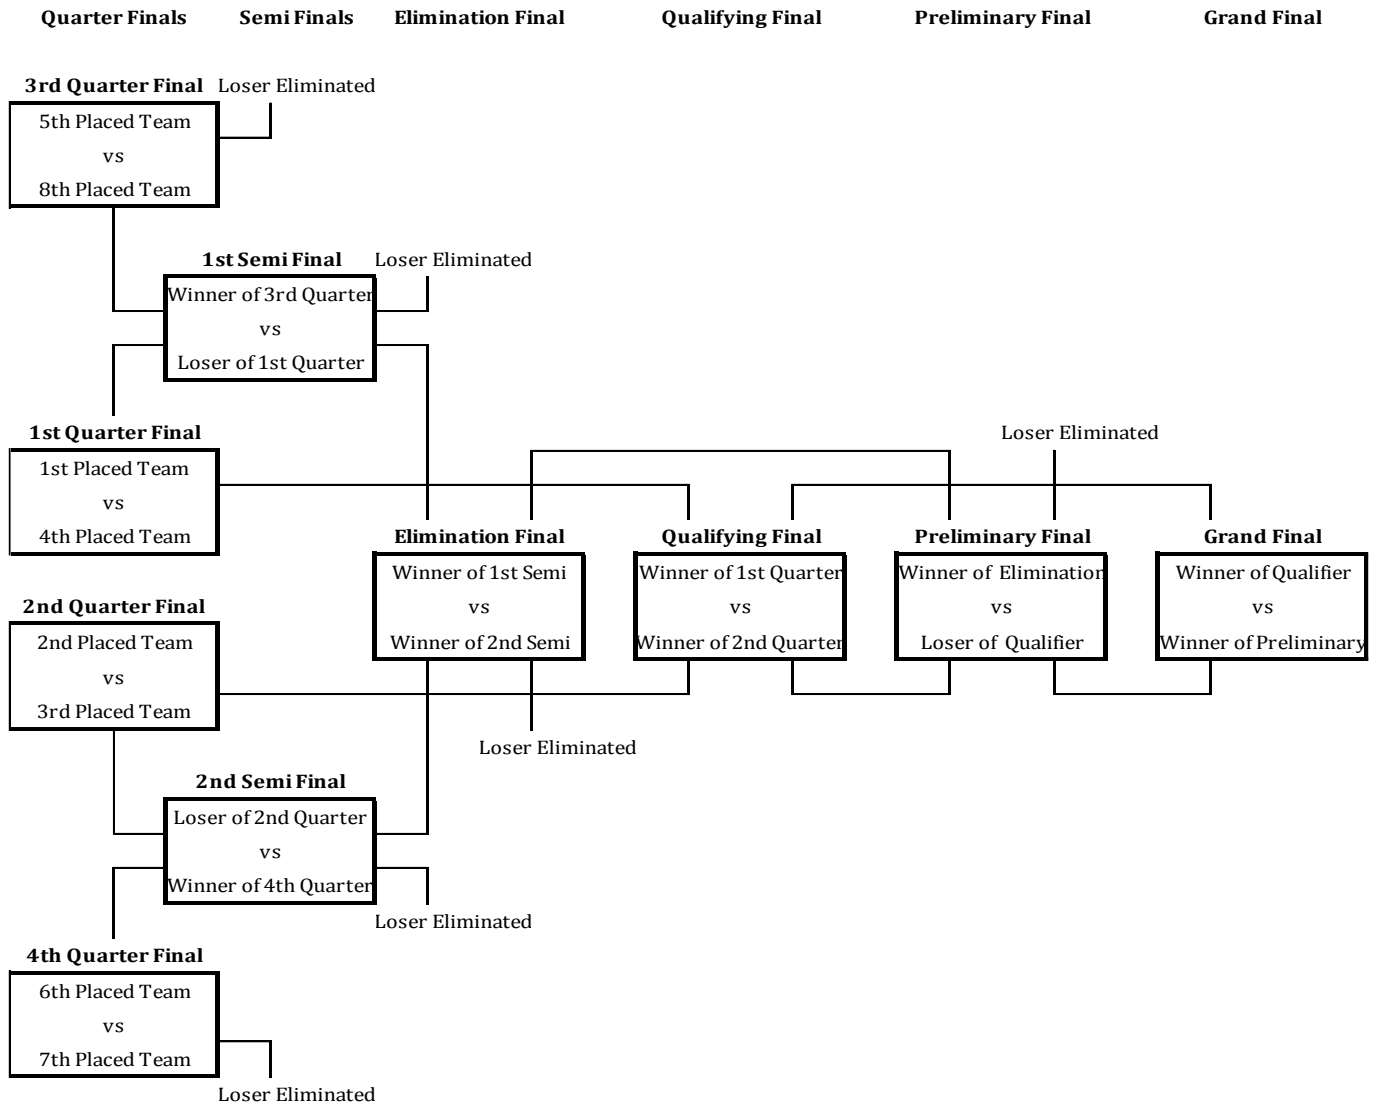 Quarter Finals Semi Finals Elimination Final Qualifying Final Preliminary Final Grand Final
3rd Quarter Final Loser Eliminated
5th Placed Team
vs
8th Placed Team
1st Semi Final Loser Eliminated
Winner of 3rd Quarter
vs
Loser of 1st Quarter
1st Quarter Final
1st Placed Team
vs
4th Placed Team
Loser Eliminated
Elimination Final
Winner of 1st Semi
vs
Winner of 2nd Semi
Loser Eliminated
Qualifying Final
Winner of 1st Quarter
vs
Winner of 2nd Quarter
Preliminary Final
Winner of Elimination
vs
Loser of Qualifier
Grand Final
Winner of Qualifier
vs
Winner of Preliminary
2nd Quarter Final
2nd Placed Team
vs
3rd Placed Team
2nd Semi Final
Loser of 2nd Quarter
vs
Winner of 4th Quarter
Loser Eliminated
4th Quarter Final
6th Placed Team
vs
7th Placed Team
Loser Eliminated